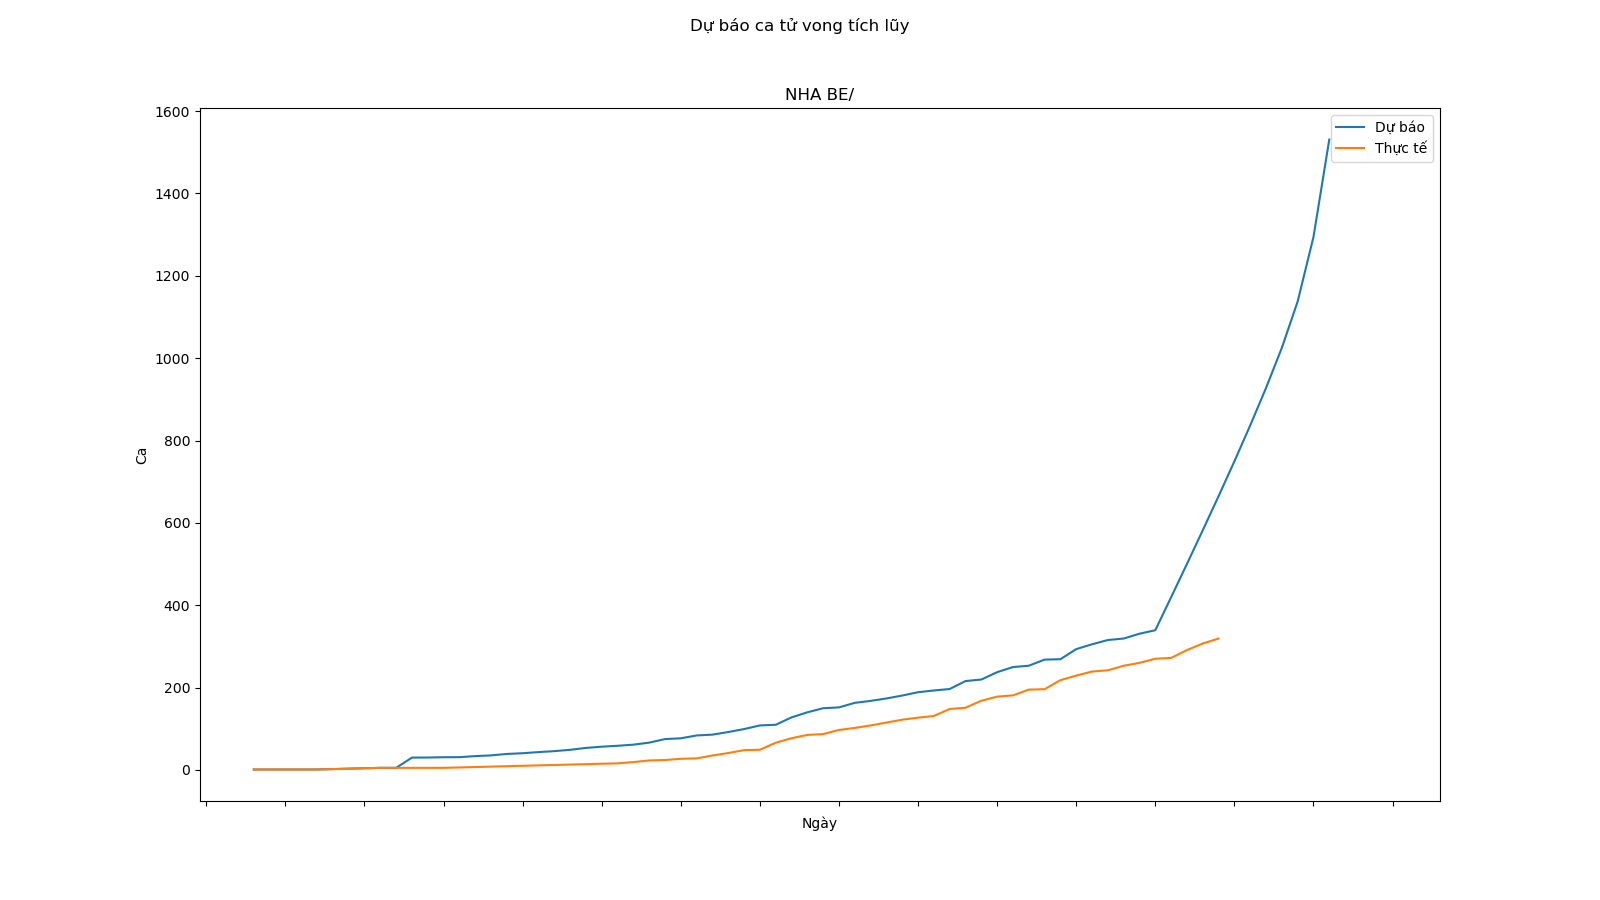 Dự báo ca tử vong tích lũy
NHA BE/
1600
1400
1200
1000
800
600
400
200
0
Ca
Dự báo
Thực tế
Ngày